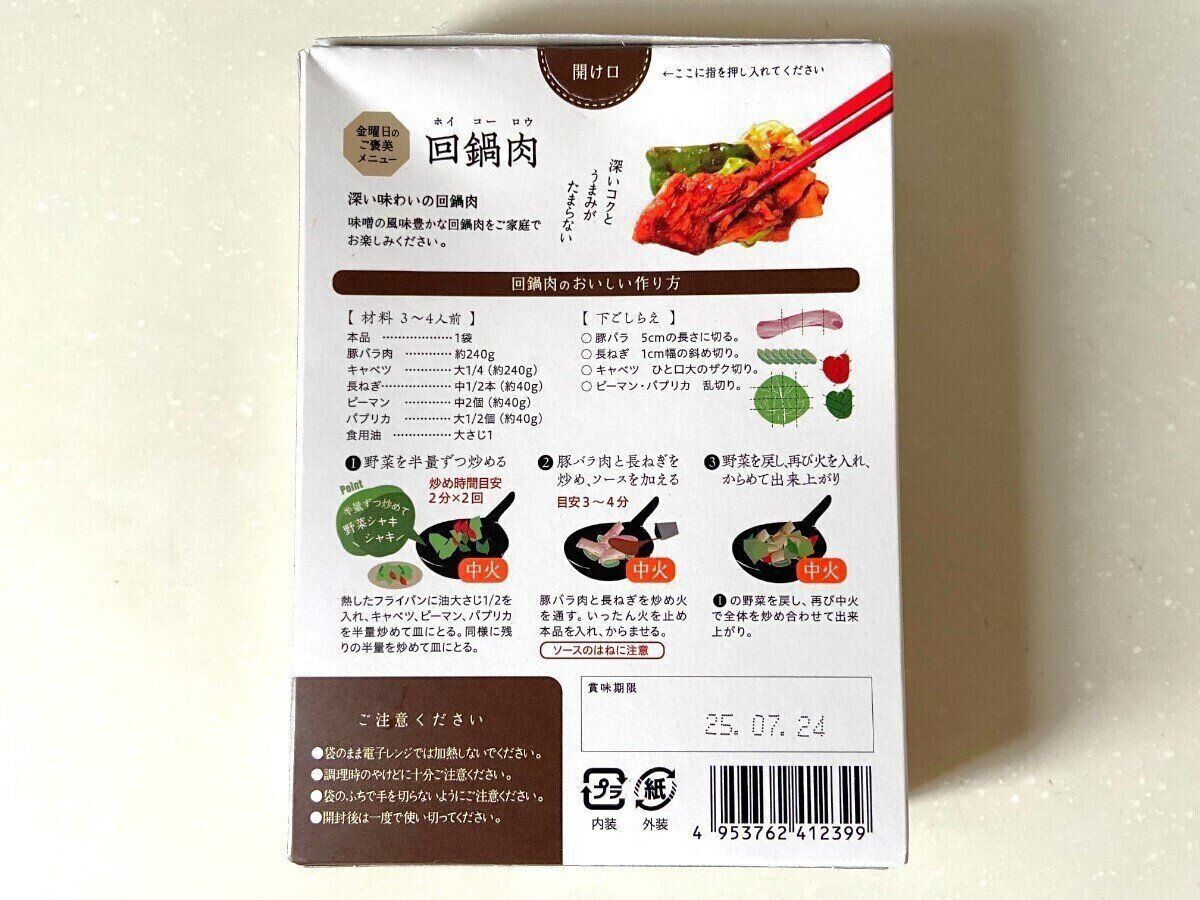 開け口
←ここに指を押し入れてください
金曜日の
ご褒美
メニュー
ホイ コー ロウ
回鍋肉
深いコクと
うまみが
たまらない
深い味わいの回鍋肉
味噌の風味豊かな回鍋肉をご家庭で
お楽しみください。
回鍋肉のおいしい作り方
【 材料 3〜4人前 】
本品 ………………1袋
豚バラ肉 …………約240g
キャベツ …………大1/4（約240g）
長ねぎ………………中1/2本（約40g）
ピーマン …………中2個（約40g）
パプリカ …………大1/2個（約40g）
食用油 ……………大さじ1
【 下ごしらえ 】
○ 豚バラ 5cmの長さに切る。
○ 長ねぎ 1cm幅の斜め切り。
○ キャベツ ひと口大のザク切り。
○ ピーマン・パプリカ 乱切り。
❶野菜を半量ずつ炒める
Point
半量ずつ炒めて
野菜シャキ
シャキ
炒め時間目安
2分×2回
中火
熱したフライパンに油大さじ1/2を
入れ、キャベツ、ピーマン、パプリカ
を半量炒めて皿にとる。同様に残
りの半量を炒めて皿にとる。
❷豚バラ肉と長ねぎを
炒め、ソースを加える
目安3〜4分
中火
豚バラ肉と長ねぎを炒め火
を通す。いったん火を止め
本品を入れ、からませる。
ソースのはねに注意
❸野菜を戻し、再び火を入れ、
からめて出来上がり
中火
❶の野菜を戻し、再び中火
で全体を炒め合わせて出来
上がり。
ご注意ください
●袋のまま電子レンジでは加熱しないでください。
●調理時のやけどに十分ご注意ください。
●袋のふちで手を切らないようにご注意ください。
●開封後は一度で使い切ってください。
賞味期限
25. 07. 24
プラ
内装
紙
外装
4 953762 412399